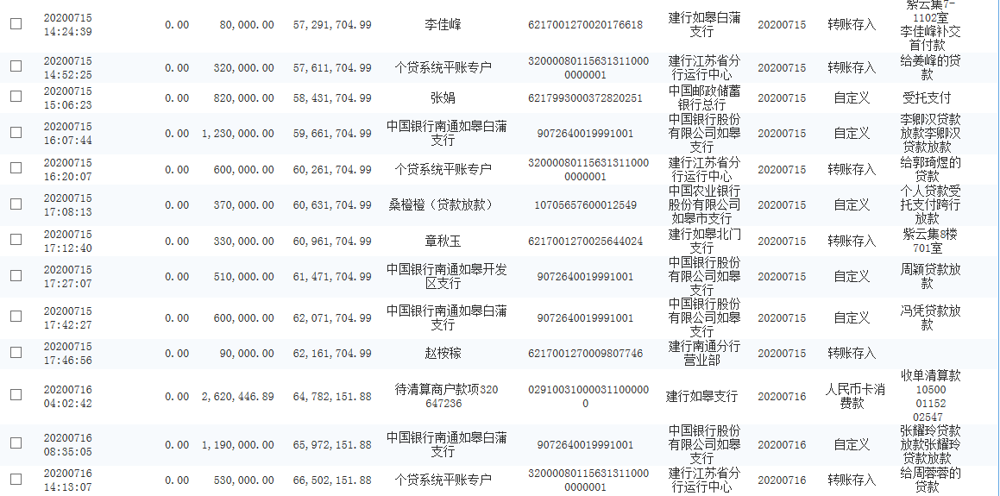 紫云集7-
20200715 0.00 80,000.00 57,291,704.99 李佳峰 6217001270020176618 建行如皋白蒲 20200715 转账存入 1102室
14:24:39 支行 李佳峰补交
首付款
20200715 0.00 320,000.00 57,611,704.99 个贷系统平账专户 32000080115631311000 建行江苏省分 20200715 转账存入 给姜峰的贷
14:52:25 0000001 行运行中心 款
20200715 0.00 820,000.00 58,431,704.99 张娟 6217993000372820251 中国邮政储蓄 20200715 自定义 受托支付
15:06:23 银行总行
20200715 0.00 1,230,000.00 59,661,704.99 中国银行南通如皋白蒲 9072640019991001 中国银行股份 20200715 自定义 李卿汉贷款
16:07:44 支行 有限公司如皋 放款李卿汉
支行 贷款放款
20200715 0.00 600,000.00 60,261,704.99 个贷系统平账专户 32000080115631311000 建行江苏省分 20200715 转账存入 给郭琦煜的
16:20:07 0000001 行运行中心 贷款
20200715 0.00 370,000.00 60,631,704.99 桑橙橙（贷款放款） 10705657600012549 中国农业银行 20200715 自定义 个人贷款受
17:08:13 股份有限公司 托支付跨行
如皋市支行 放款
20200715 0.00 330,000.00 60,961,704.99 章秋玉 6217001270025644024 建行如皋北门 20200715 转账存入 紫云集8楼
17:12:40 支行 701室
20200715 0.00 510,000.00 61,471,704.99 中国银行南通如皋开发 9072640019991001 中国银行股份 20200715 自定义 周颖贷款放
17:27:07 区支行 有限公司如皋 款
支行
20200715 0.00 600,000.00 62,071,704.99 中国银行南通如皋白蒲 9072640019991001 中国银行股份 20200715 自定义 冯凭贷款放
17:42:27 支行 有限公司如皋 款
支行
20200715 0.00 90,000.00 62,161,704.99 赵桉稼 6217001270009807746 建行南通分行 20200715 转账存入
17:46:56 营业部
20200716 0.00 2,620,446.89 64,782,151.88 待清算商户款项320 02910031000031100000 建行如皋支行 20200716 人民币卡消 收单清算款
04:02:42 647236 0 费款 10500
01152
02547
20200716 0.00 1,190,000.00 65,972,151.88 中国银行南通如皋白蒲 9072640019991001 中国银行股份 20200716 自定义 张耀玲贷款
08:35:05 支行 有限公司如皋 放款张耀玲
支行 贷款放款
20200716 0.00 530,000.00 66,502,151.88 个贷系统平账专户 32000080115631311000 建行江苏省分 20200716 转账存入 给周蓉蓉的
14:13:07 0000001 行运行中心 贷款